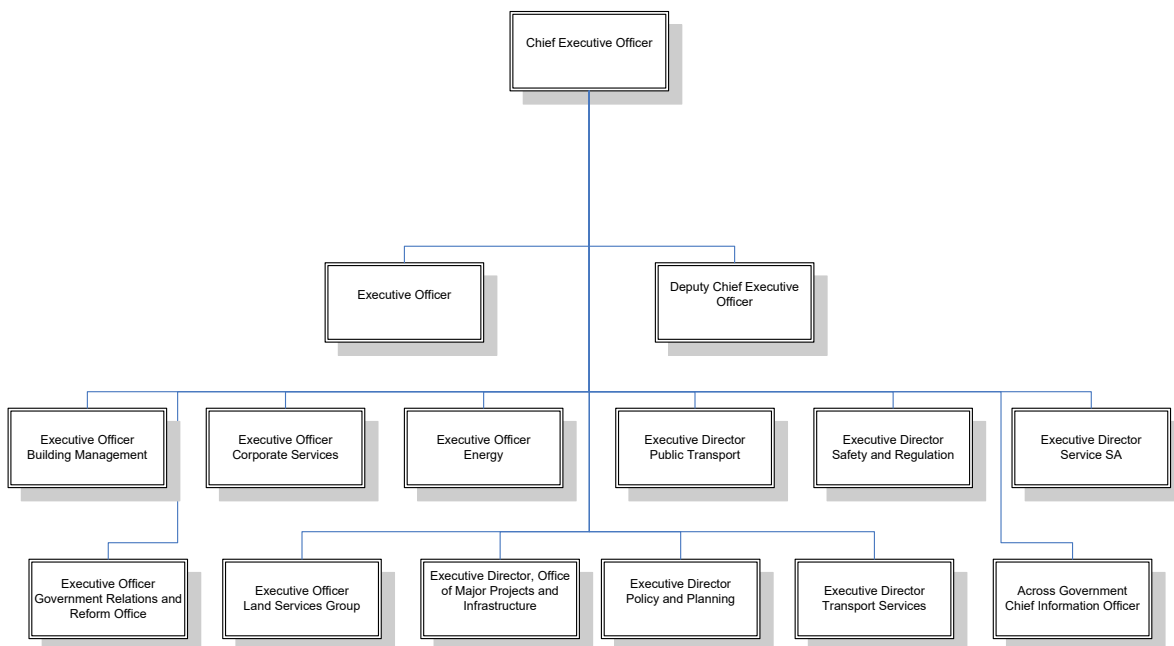 Chief Executive Officer
Executive Officer
Deputy Chief Executive
Officer
Executive Officer
Building Management
Executive Officer
Corporate Services
Executive Officer
Energy
Executive Director
Public Transport
Executive Director
Safety and Regulation
Executive Director
Service SA
Executive Officer
Government Relations and
Reform Office
Executive Officer
Land Services Group
Executive Director, Office
of Major Projects and
Infrastructure
Executive Director
Policy and Planning
Executive Director
Transport Services
Across Government
Chief Information Officer